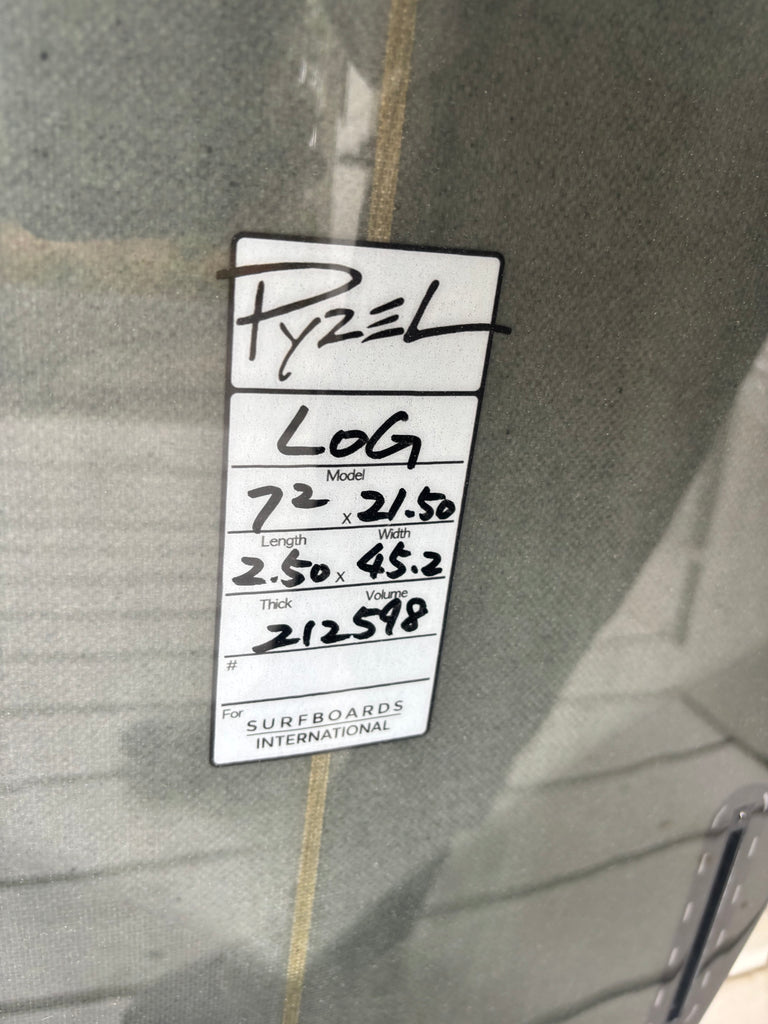 PYZEL
LOG
Model
7² x 21.50
Length Width
2.50 x 45.2
Thick Volume
212598
#
For SURFBOARDS
INTERNATIONAL